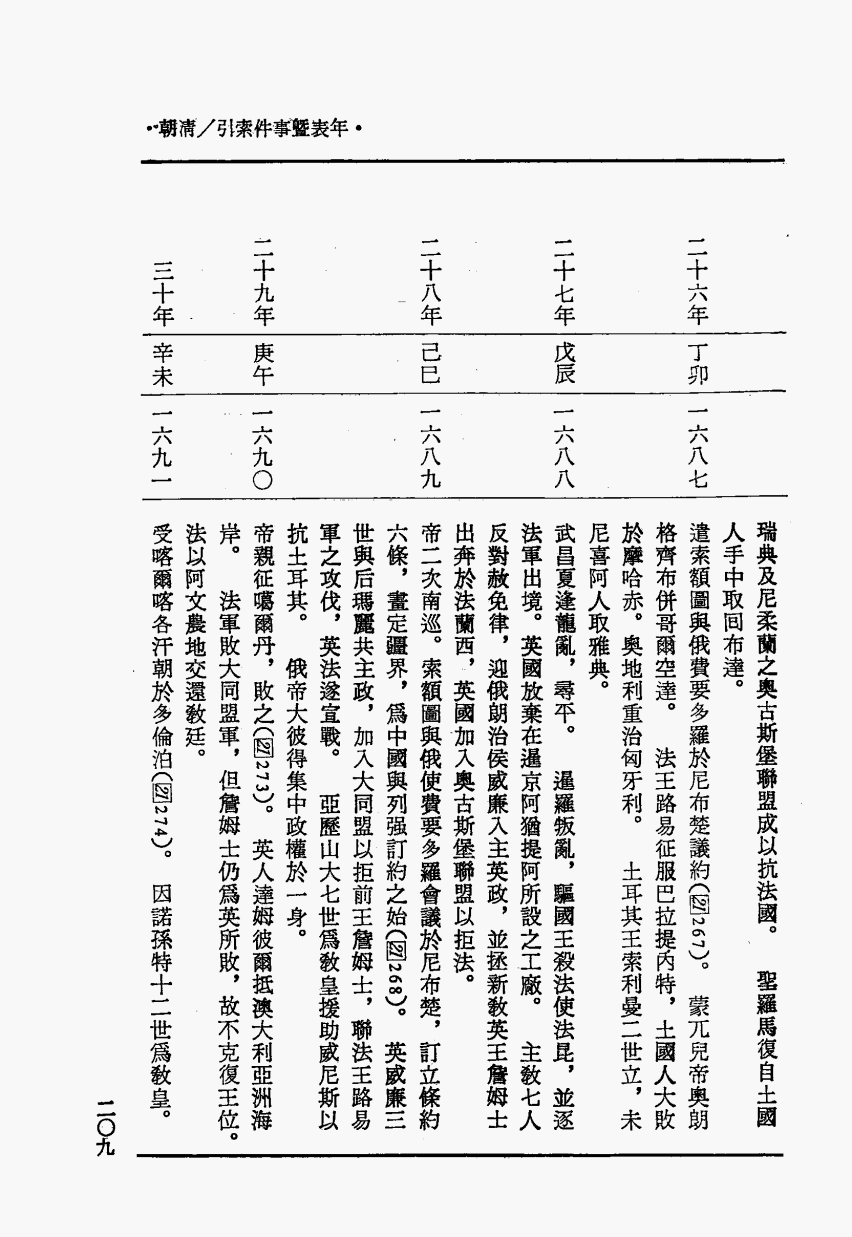 ·年表暨事件索引／清朝··
瑞典及尼柔蘭之奧古斯堡聯盟成以抗法國。　聖羅馬復自土國
人手中取回布達。
二十六年　丁卯　一六八七　遣索額圖與俄費要多羅於尼布楚議約(27267)。　蒙兀兒帝奧朗
格齊布併哥爾空達。　法王路易征服巴拉提內特，土國人大敗
於摩哈赤。奧地利重治匈牙利。　土耳其王索利曼二世立，未
尼喜阿人取雅典。
二十七年　戊辰　一六八八　武昌夏逢龍亂，尋平。　暹羅叛亂，驅國王殺法使法昆，並逐
法軍出境。英國放棄在暹京阿猶提阿所設之工廠。　主教七人
反對赦免律，迎俄朗治侯威廉入主英政，並拯新教英王詹姆士
出奔於法蘭西，英國加入奧古斯堡聯盟以拒法。
二十八年　己巳　一六八九　帝二次南巡。索額圖與俄使費要多羅會議於尼布楚，訂立條約
六條，畫定疆界，爲中國與列强訂約之始(27268)。　英威廉三
世與后瑪麗共主政，加入大同盟以拒前王詹姆士，聯法王路易
軍之攻伐，英法遂宣戰。　亞歷山大七世爲教皇援助威尼斯以
抗土耳其。　俄帝大彼得集中政權於一身。
二十九年　庚午　一六九〇　帝親征噶爾丹，敗之(27273)。　英人達姆彼爾抵澳大利亞洲海
岸。　法軍敗大同盟軍，但詹姆士仍爲英所敗，故不克復王位。
法以阿文農地交還教廷。
三十年　辛未　一六九一　受喀爾喀各汗朝於多倫泊(27274)。　因諾孫特十二世爲教皇。
二〇九